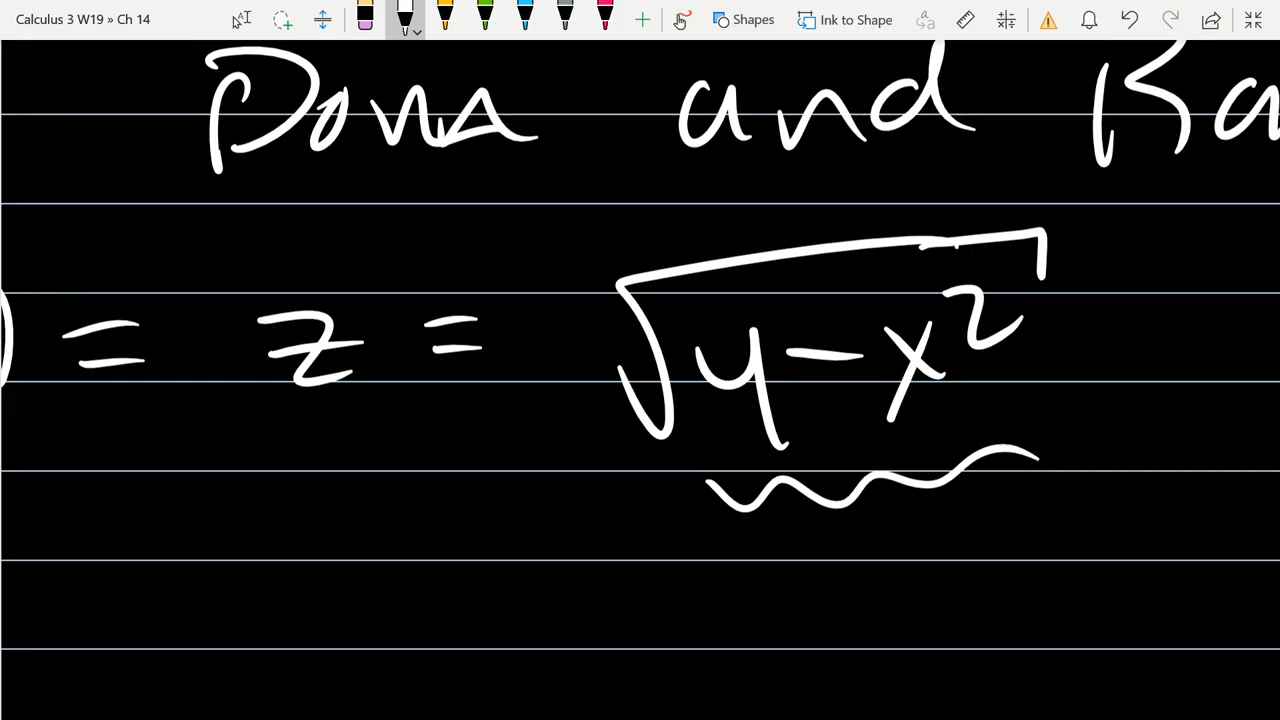 Calculus 3 W19 » Ch 14
Shapes
Ink to Shape
Doma and Ra
) = z = √(y-x²)